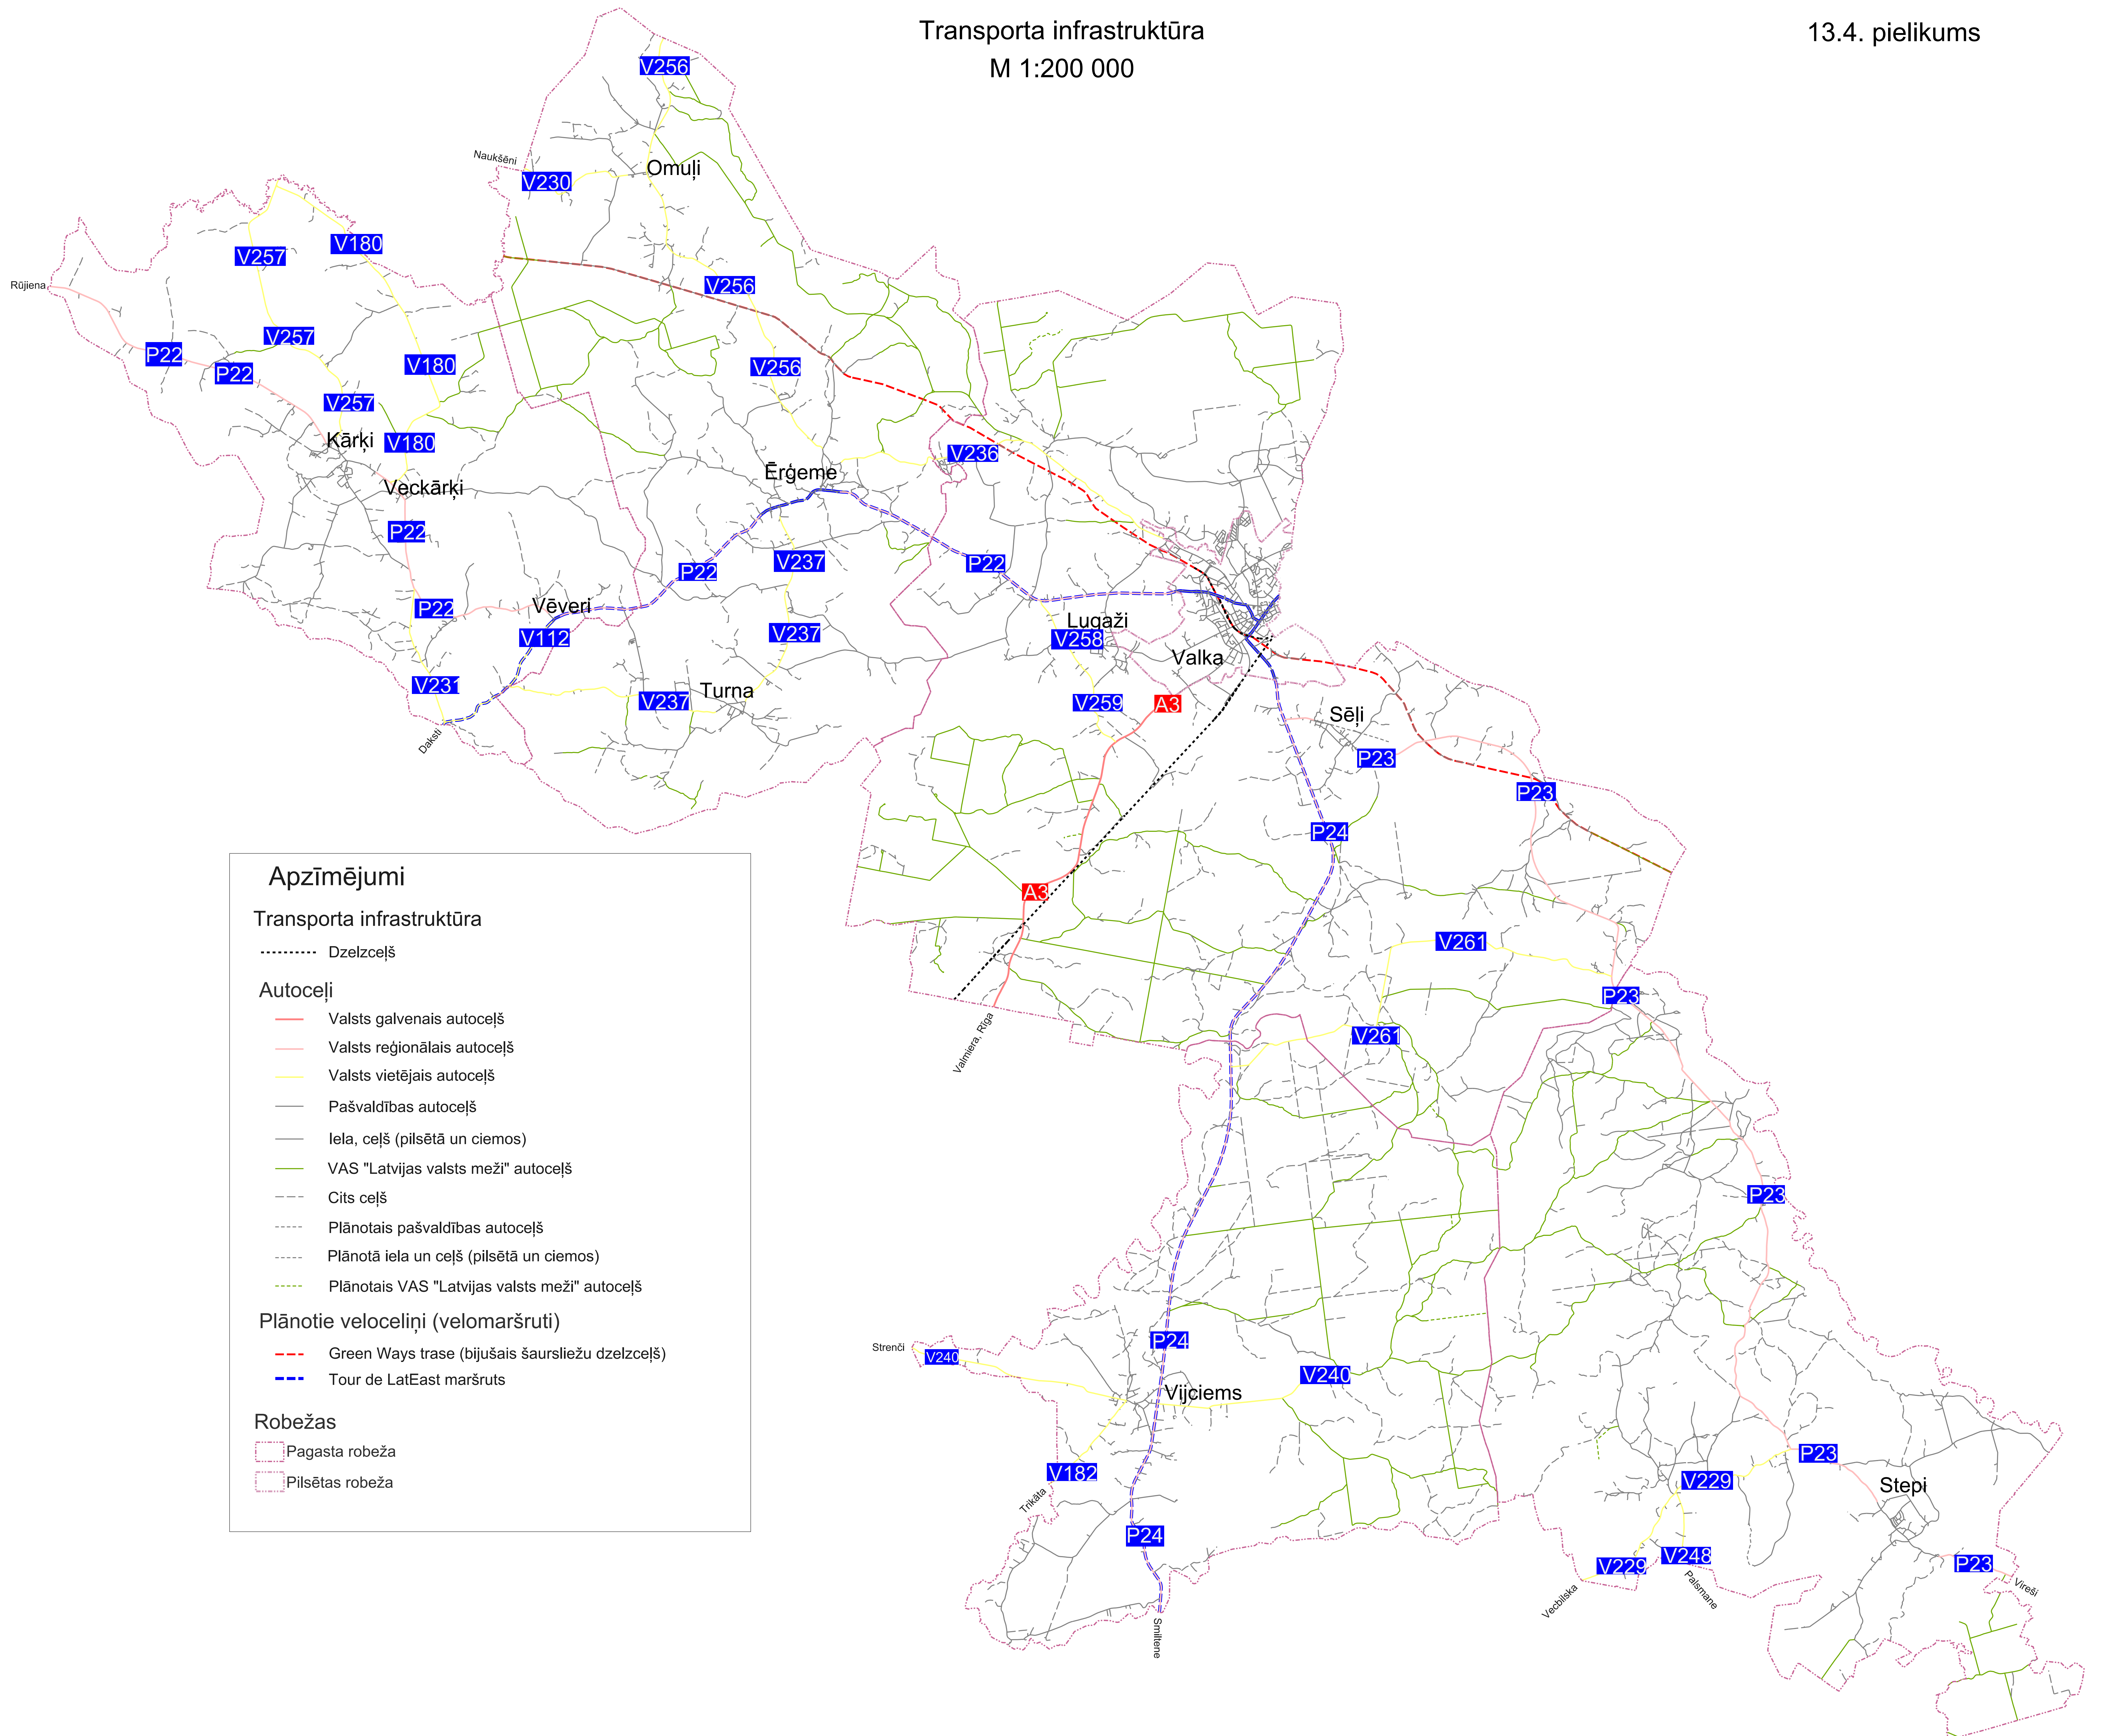 Transporta infrastruktūra
M 1:200 000
13.4. pielikums
V256
Naukšēni
V230
Omuļi
V257
V180
Rūjiena
V256
P22
P22
V257
V180
V256
V257
Kārķi
V180
V236
Ērģeme
Veckārķi
P22
P22
V237
P22
P22
Vēveri
V112
V237
Lugaži
V258
Valka
V231
V237
Turna
V259
A3
Sēļi
Daksti
P23
P23
P24
A3
V261
P23
V261
Valmiera, Rīga
P23
Strenči
V240
P24
V240
Vijciems
V182
Trikāta
P24
Smiltene
P23
V229
Stepi
V229
V248
P23
Vecbilska
Palsmane
Vireši
Apzīmējumi
Transporta infrastruktūra
Dzelzceļš
Autoceļi
Valsts galvenais autoceļš
Valsts reģionālais autoceļš
Valsts vietējais autoceļš
Pašvaldības autoceļš
Iela, ceļš (pilsētā un ciemos)
VAS "Latvijas valsts meži" autoceļš
Cits ceļš
Plānotais pašvaldības autoceļš
Plānotā iela un ceļš (pilsētā un ciemos)
Plānotais VAS "Latvijas valsts meži" autoceļš
Plānotie veloceliņi (velomaršruti)
Green Ways trase (bijušais šaursliežu dzelzceļš)
Tour de LatEast maršruts
Robežas
Pagasta robeža
Pilsētas robeža